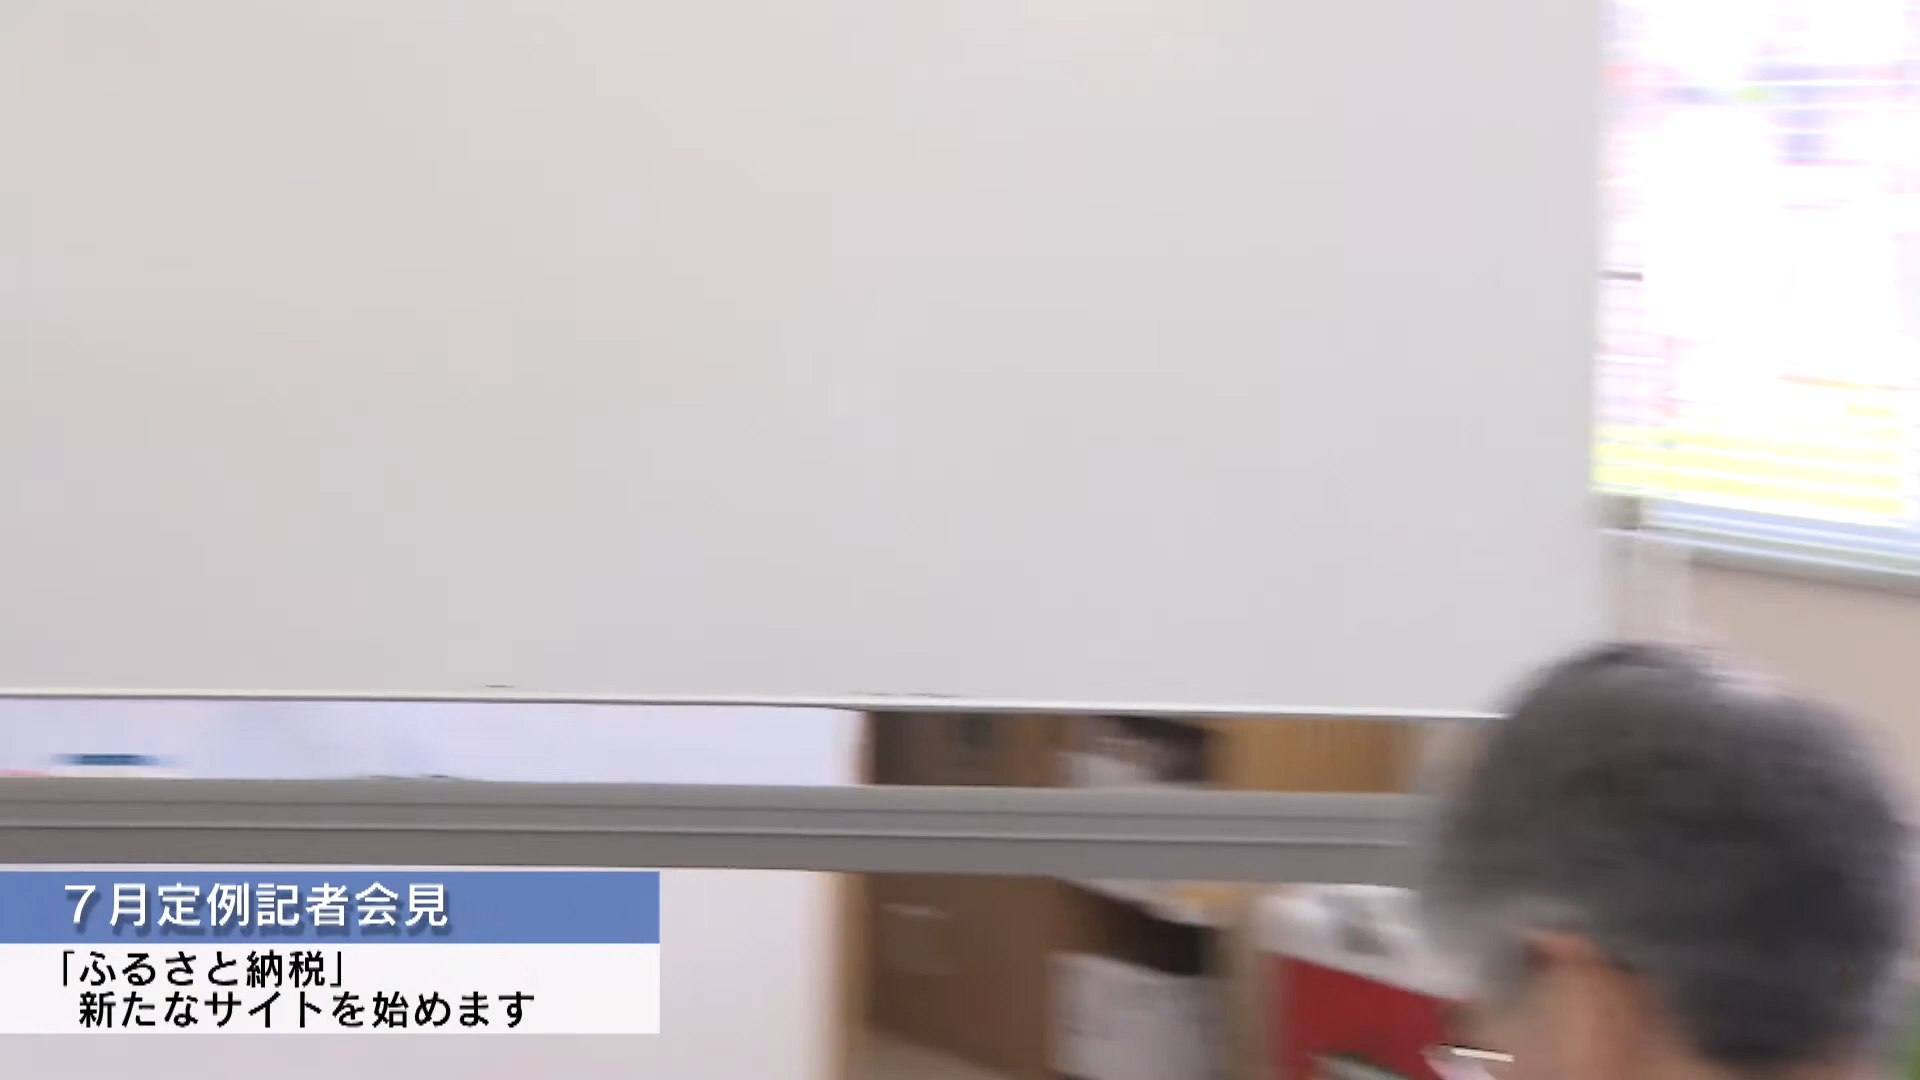 ７月定例記者会見
「ふるさと納税」
新たなサイトを始めます